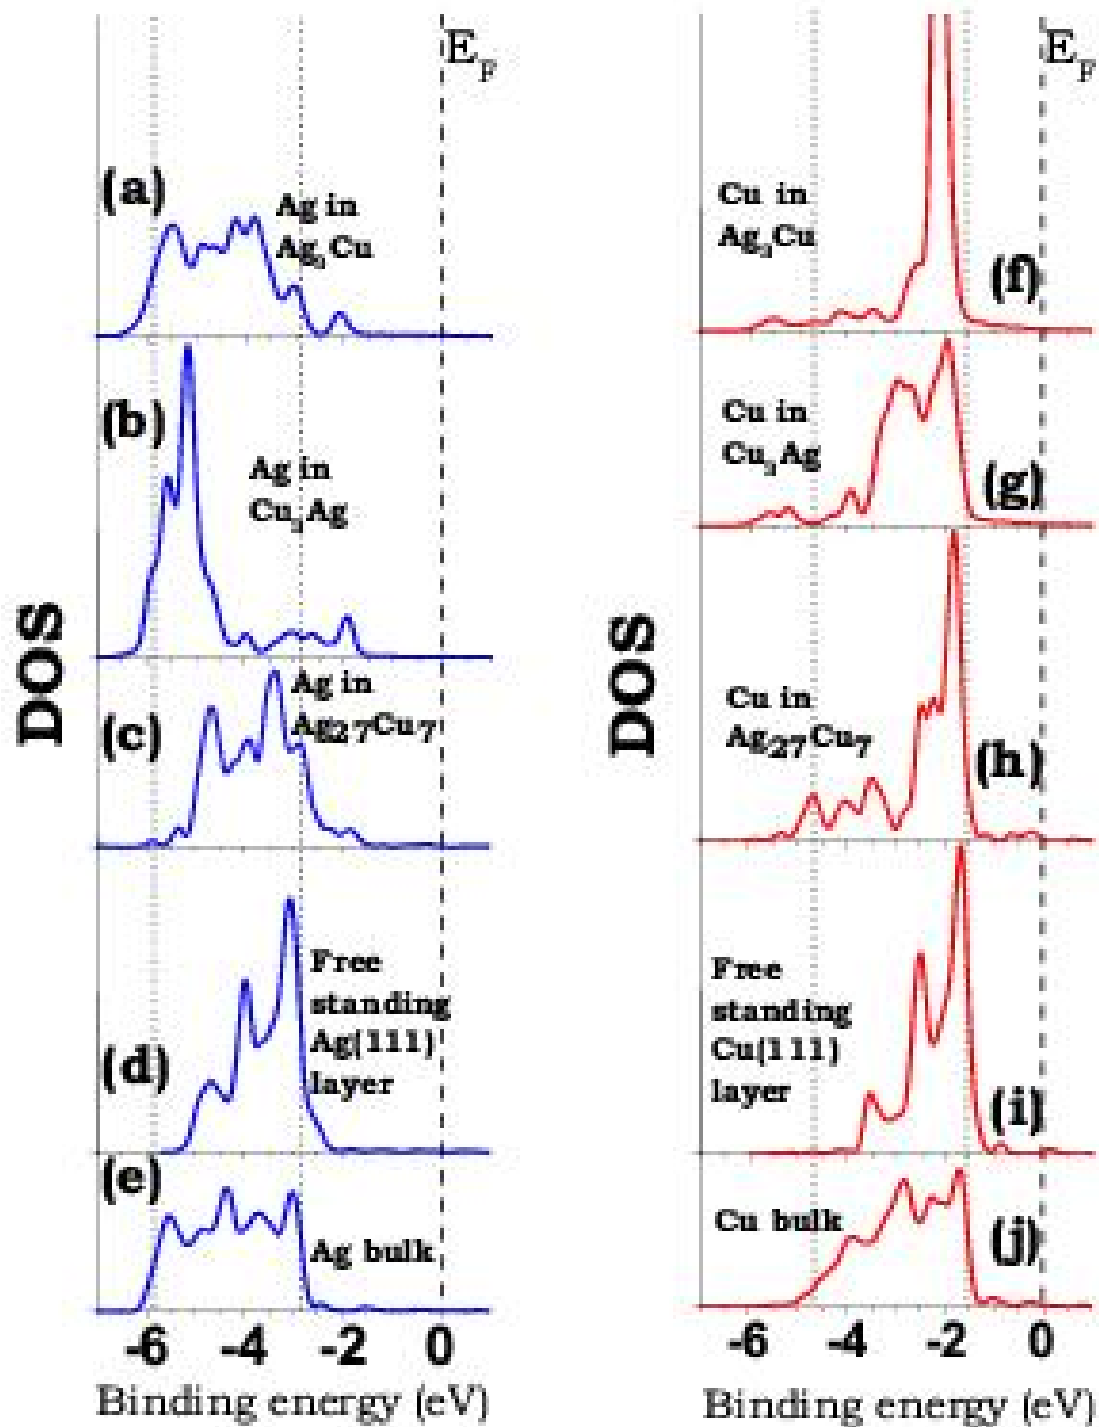 E_F
(a)
Ag in
Ag₃Cu
(b)
Ag in
Cu₃Ag
(c)
Ag in
Ag27Cu7
(d)
Free
standing
Ag(111)
layer
(e)
Ag bulk
DOS
-6 -4 -2 0
Binding energy (eV)
E_F
Cu in
Ag₃Cu
(f)
Cu in
Cu₃Ag
(g)
Cu in
Ag27Cu7
(h)
Free
standing
Cu(111)
layer
(i)
Cu bulk
(j)
DOS
-6 -4 -2 0
Binding energy (eV)